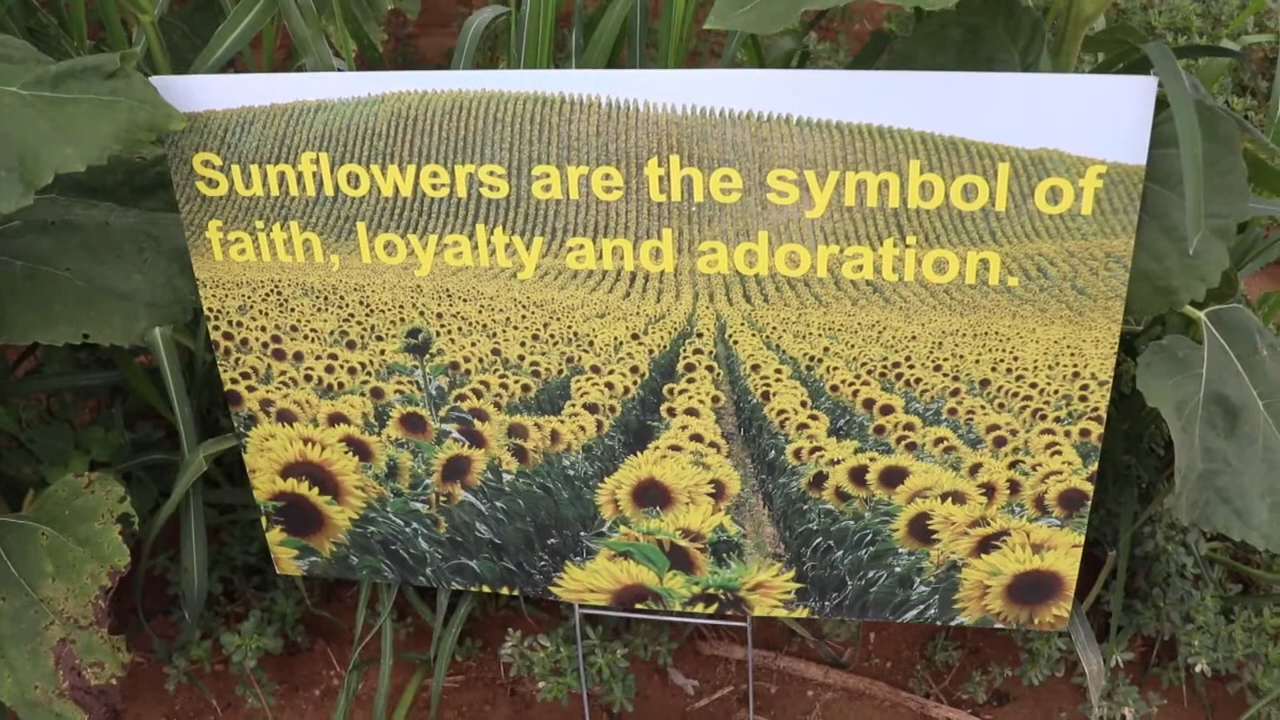 Sunflowers are the symbol of
faith, loyalty and adoration.